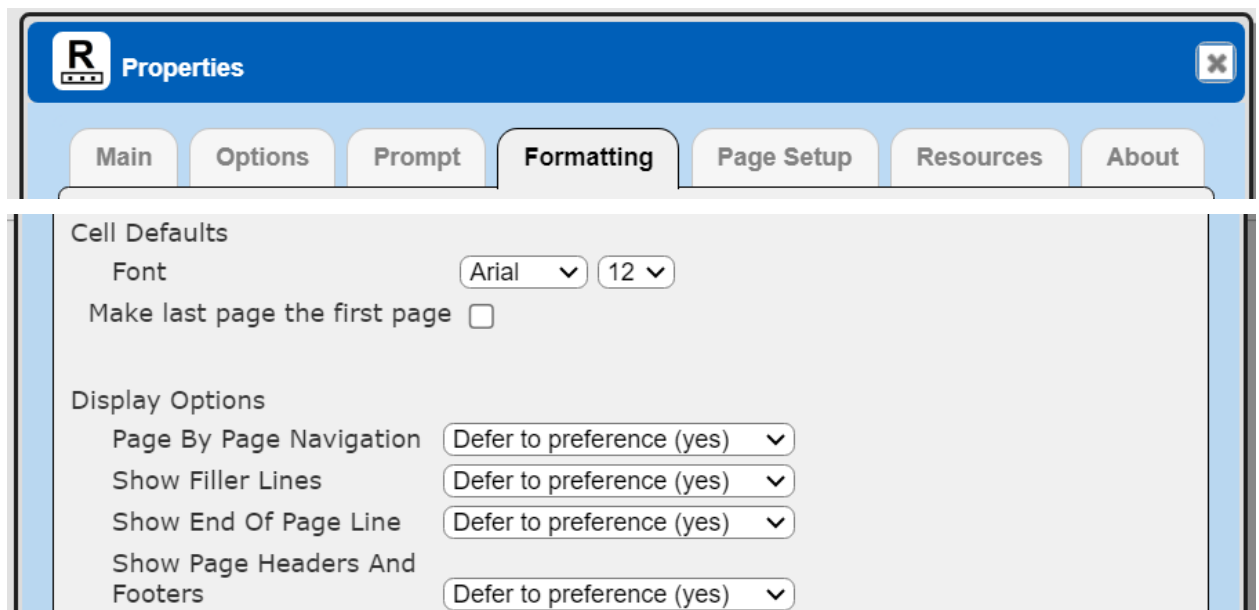 R
Properties
Main Options Prompt Formatting Page Setup Resources About
Cell Defaults
Font Arial 12
Make last page the first page
Display Options
Page By Page Navigation Defer to preference (yes)
Show Filler Lines Defer to preference (yes)
Show End Of Page Line Defer to preference (yes)
Show Page Headers And
Footers Defer to preference (yes)